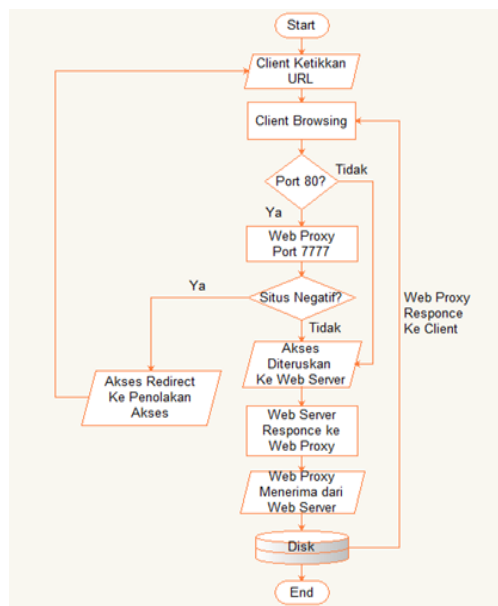 Start
Client Ketikkan
URL
Client Browsing
Port 80?
Tidak
Ya
Web Proxy
Port 7777
Situs Negatif?
Ya
Tidak
Web Proxy
Responce
Ke Client
Akses
Diteruskan
Ke Web Server
Akses Redirect
Ke Penolakan
Akses
Web Server
Responce ke
Web Proxy
Web Proxy
Menerima dari
Web Server
Disk
End